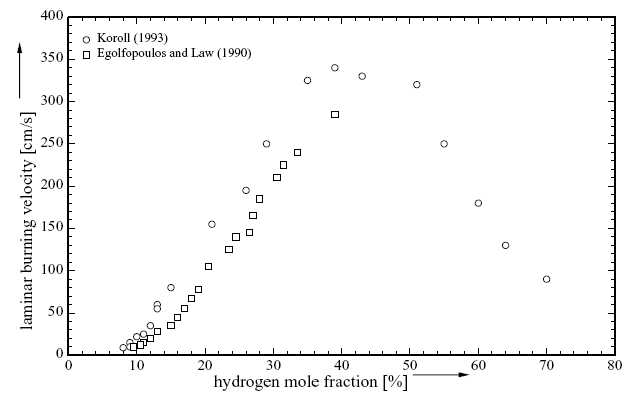 400
350
300
250
200
150
100
50
0
laminar burning velocity [cm/s]
Koroll (1993)
Egolfopoulos and Law (1990)
0 10 20 30 40 50 60 70 80
hydrogen mole fraction [%]